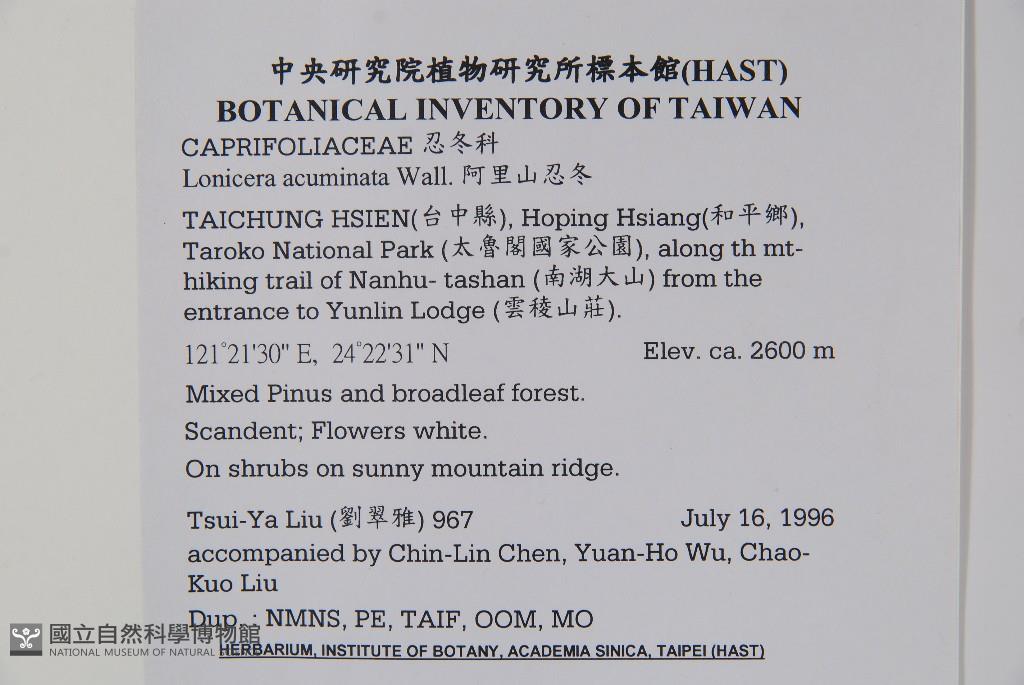 中央研究院植物研究所標本館(HAST)
BOTANICAL INVENTORY OF TAIWAN
CAPRIFOLIACEAE 忍冬科
Lonicera acuminata Wall. 阿里山忍冬
TAICHUNG HSIEN(台中縣), Hoping Hsiang(和平鄉),
Taroko National Park (太魯閣國家公園), along th mt-
hiking trail of Nanhu- tashan (南湖大山) from the
entrance to Yunlin Lodge (雲稜山莊).
121°21'30" E, 24°22'31" N Elev. ca. 2600 m
Mixed Pinus and broadleaf forest.
Scandent; Flowers white.
On shrubs on sunny mountain ridge.
Tsui-Ya Liu (劉翠雅) 967 July 16, 1996
accompanied by Chin-Lin Chen, Yuan-Ho Wu, Chao-
Kuo Liu
Dup. : NMNS, PE, TAIF, OOM, MO
國立自然科學博物館
NATIONAL MUSEUM OF NATURAL
HERBARIUM, INSTITUTE OF BOTANY, ACADEMIA SINICA, TAIPEI (HAST)